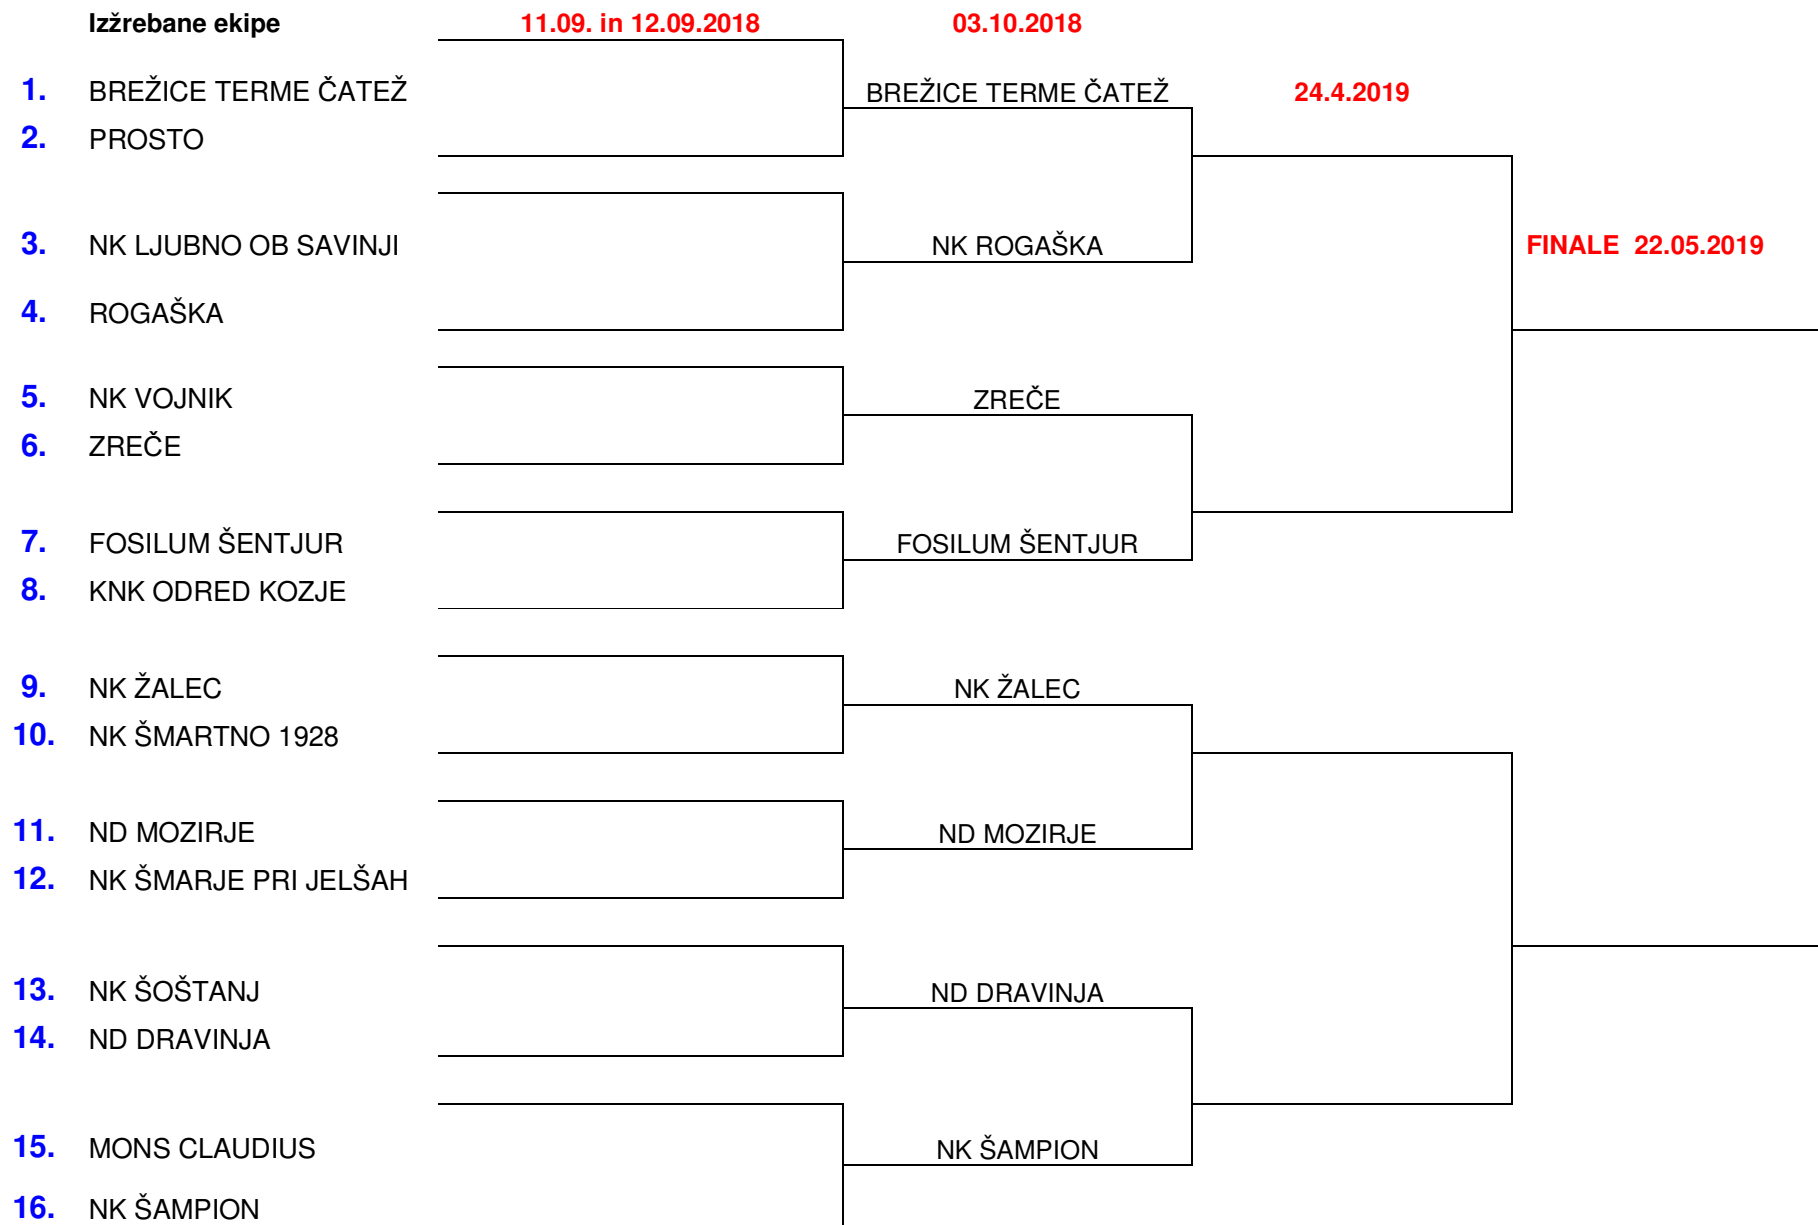 Izžrebane ekipe 11.09. in 12.09.2018 03.10.2018
1. BREŽICE TERME ČATEŽ BREŽICE TERME ČATEŽ 24.4.2019
2. PROSTO
3. NK LJUBNO OB SAVINJI NK ROGAŠKA FINALE 22.05.2019
4. ROGAŠKA
5. NK VOJNIK ZREČE
6. ZREČE
7. FOSILUM ŠENTJUR FOSILUM ŠENTJUR
8. KNK ODRED KOZJE
9. NK ŽALEC NK ŽALEC
10. NK ŠMARTNO 1928
11. ND MOZIRJE ND MOZIRJE
12. NK ŠMARJE PRI JELŠAH
13. NK ŠOŠTANJ ND DRAVINJA
14. ND DRAVINJA
15. MONS CLAUDIUS NK ŠAMPION
16. NK ŠAMPION